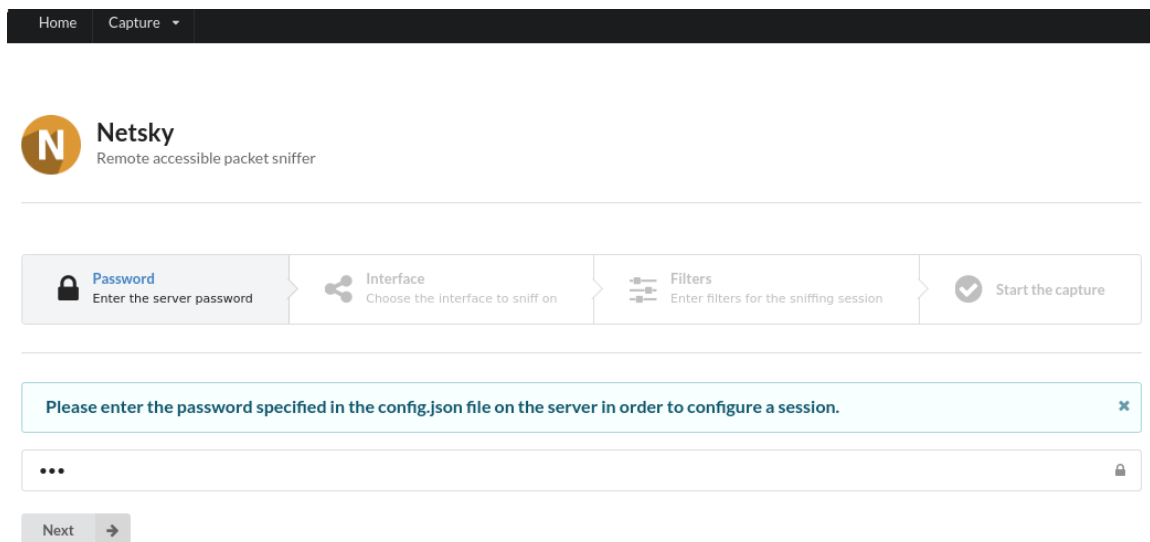 Home Capture
N
Netsky
Remote accessible packet sniffer
Password
Enter the server password
Interface
Choose the interface to sniff on
Filters
Enter filters for the sniffing session
Start the capture
Please enter the password specified in the config.json file on the server in order to configure a session.
•••
Next